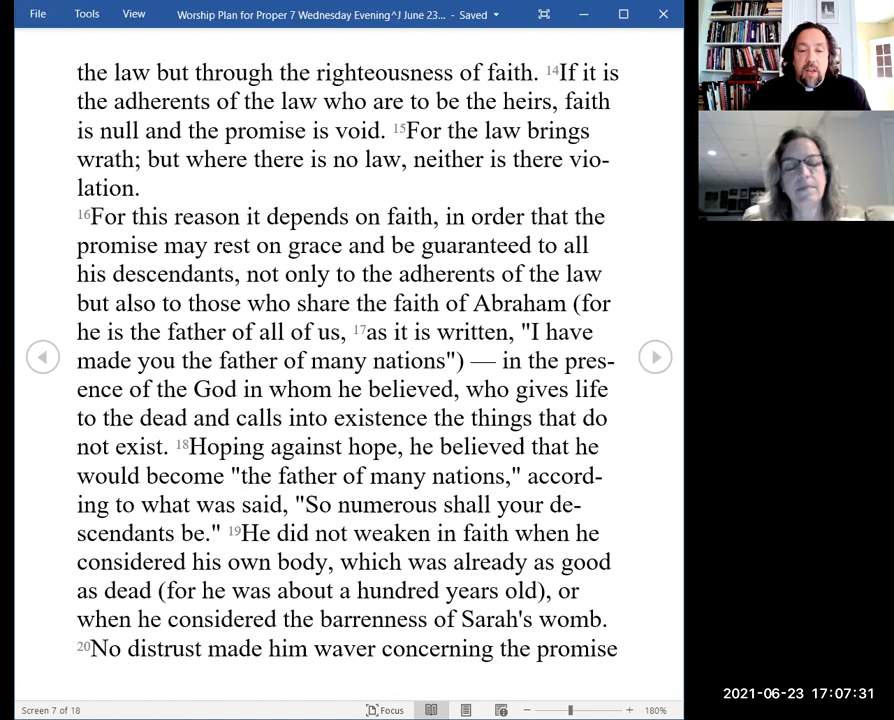 File Tools Worship Plan for Proper 7 Wednesday Evening^J June 23... - Saved
the law but through the righteousness of faith. 14If it is
the adherents of the law who are to be the heirs, faith
is null and the promise is void. 15For the law brings
wrath; but where there is no law, neither is there vio-
lation.
16For this reason it depends on faith, in order that the
promise may rest on grace and be guaranteed to all
his descendants, not only to the adherents of the law
but also to those who share the faith of Abraham (for
he is the father of all of us, 17as it is written, "I have
made you the father of many nations") — in the pres-
ence of the God in whom he believed, who gives life
to the dead and calls into existence the things that do
not exist. 18Hoping against hope, he believed that he
would become "the father of many nations," accord-
ing to what was said, "So numerous shall your de-
scendants be." 19He did not weaken in faith when he
considered his own body, which was already as good
as dead (for he was about a hundred years old), or
when he considered the barrenness of Sarah's womb.
20No distrust made him waver concerning the promise
2021-06-23 17:07:31
Screen 7 of 18 Focus 180%